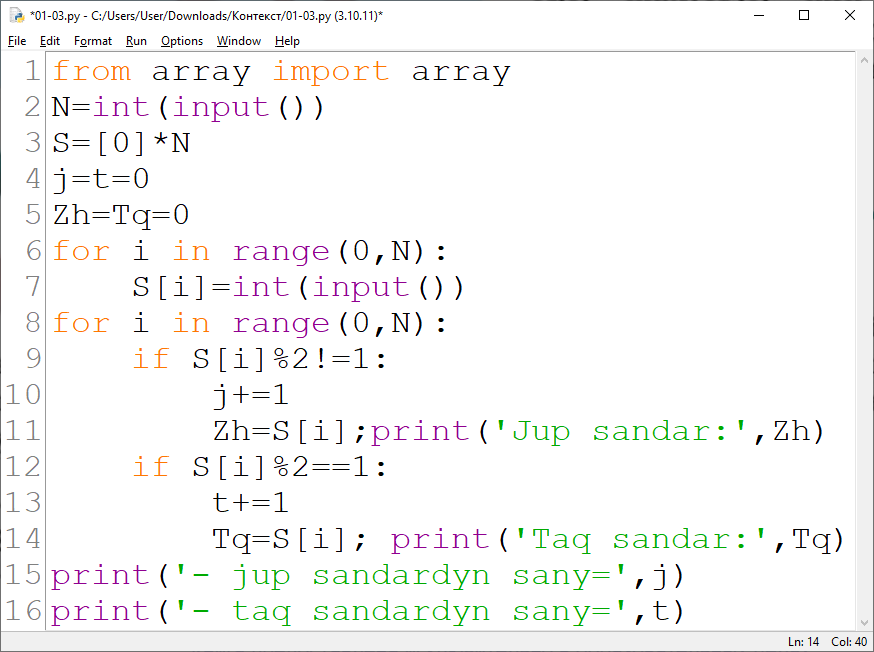 *01-03.py - C:/Users/User/Downloads/Контекст/01-03.py (3.10.11)*
File Edit Format Run Options Window Help
1 from array import array
2 N=int(input())
3 S=[0]*N
4 j=t=0
5 Zh=Tq=0
6 for i in range(0,N):
7     S[i]=int(input())
8 for i in range(0,N):
9     if S[i]%2!=1:
10         j+=1
11         Zh=S[i];print('Jup sandar:',Zh)
12     if S[i]%2==1:
13         t+=1
14         Tq=S[i]; print('Taq sandar:',Tq)
15 print('- jup sandardyn sany=',j)
16 print('- taq sandardyn sany=',t)
Ln: 14 Col: 40